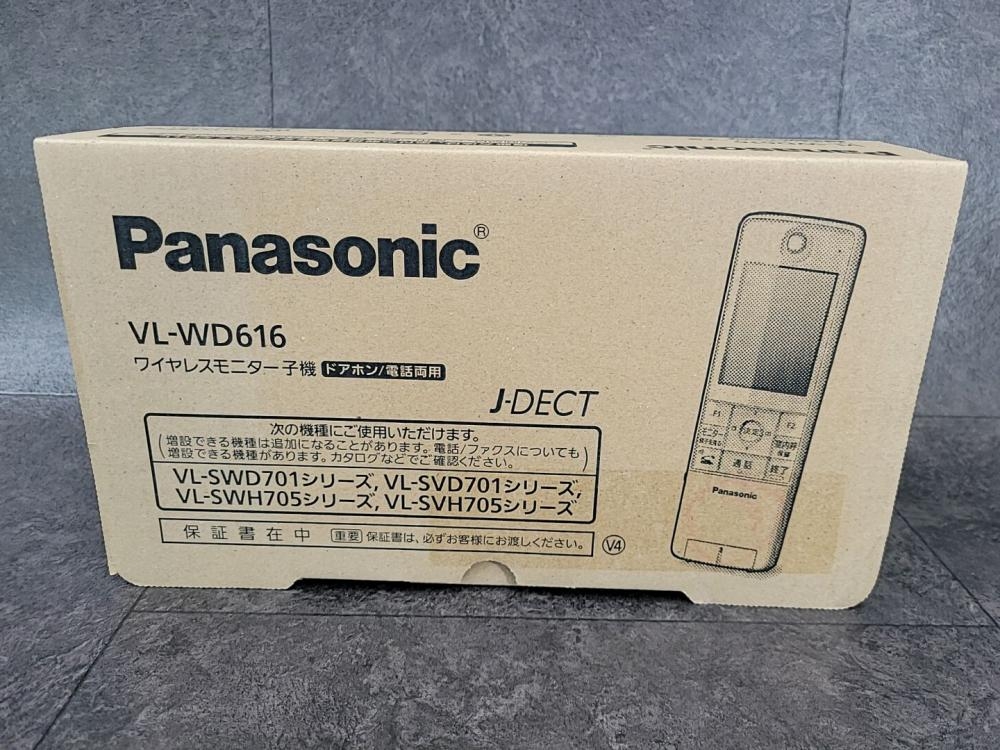 Panasonic
Panasonic®
VL-WD616
ワイヤレスモニター子機 ドアホン/電話両用
J-DECT
次の機種にご使用いただけます。
(増設できる機種は追加になることがあります。電話/ファクスについても
増設できる機種があります。カタログなどでご確認ください。)
VL-SWD701シリーズ, VL-SVD701シリーズ,
VL-SWH705シリーズ, VL-SVH705シリーズ
保証書在中 重要 保証書は、必ずお客様にお渡しください。 V4
F1
F2
モニター
通話
終了
Panasonic